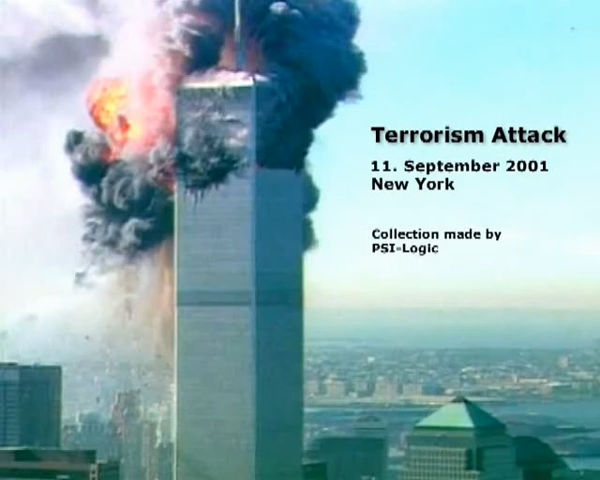 Terrorism Attack
11. September 2001
New York
Collection made by
PSI-Logic